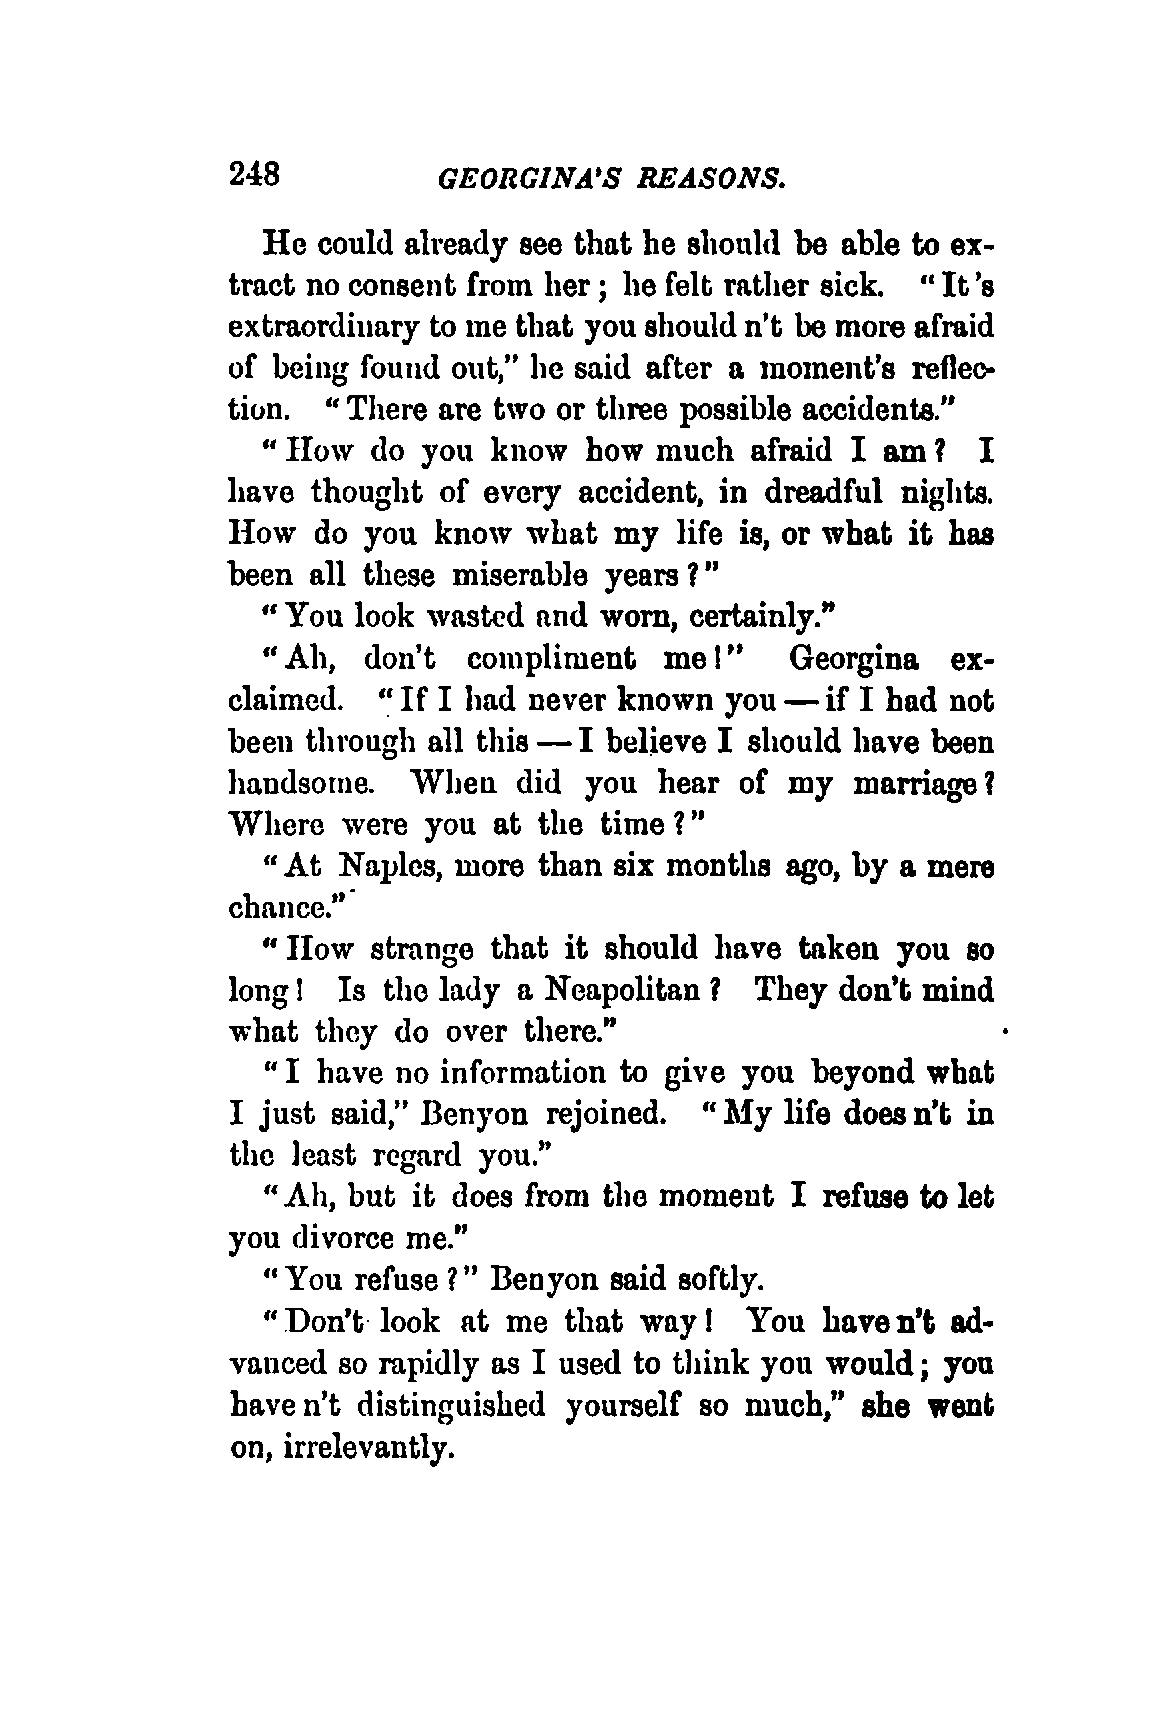 248 GEORGINA'S REASONS.
He could already see that he should be able to ex-
tract no consent from her; he felt rather sick. "It's
extraordinary to me that you should n't be more afraid
of being found out," he said after a moment's reflec-
tion. "There are two or three possible accidents."
"How do you know how much afraid I am? I
have thought of every accident, in dreadful nights.
How do you know what my life is, or what it has
been all these miserable years?"
"You look wasted and worn, certainly."
"Ah, don't compliment me!" Georgina ex-
claimed. "If I had never known you — if I had not
been through all this — I believe I should have been
handsome. When did you hear of my marriage?
Where were you at the time?"
"At Naples, more than six months ago, by a mere
chance."
"How strange that it should have taken you so
long! Is the lady a Neapolitan? They don't mind
what they do over there."
"I have no information to give you beyond what
I just said," Benyon rejoined. "My life does n't in
the least regard you."
"Ah, but it does from the moment I refuse to let
you divorce me."
"You refuse?" Benyon said softly.
"Don't look at me that way! You have n't ad-
vanced so rapidly as I used to think you would; you
have n't distinguished yourself so much," she went
on, irrelevantly.